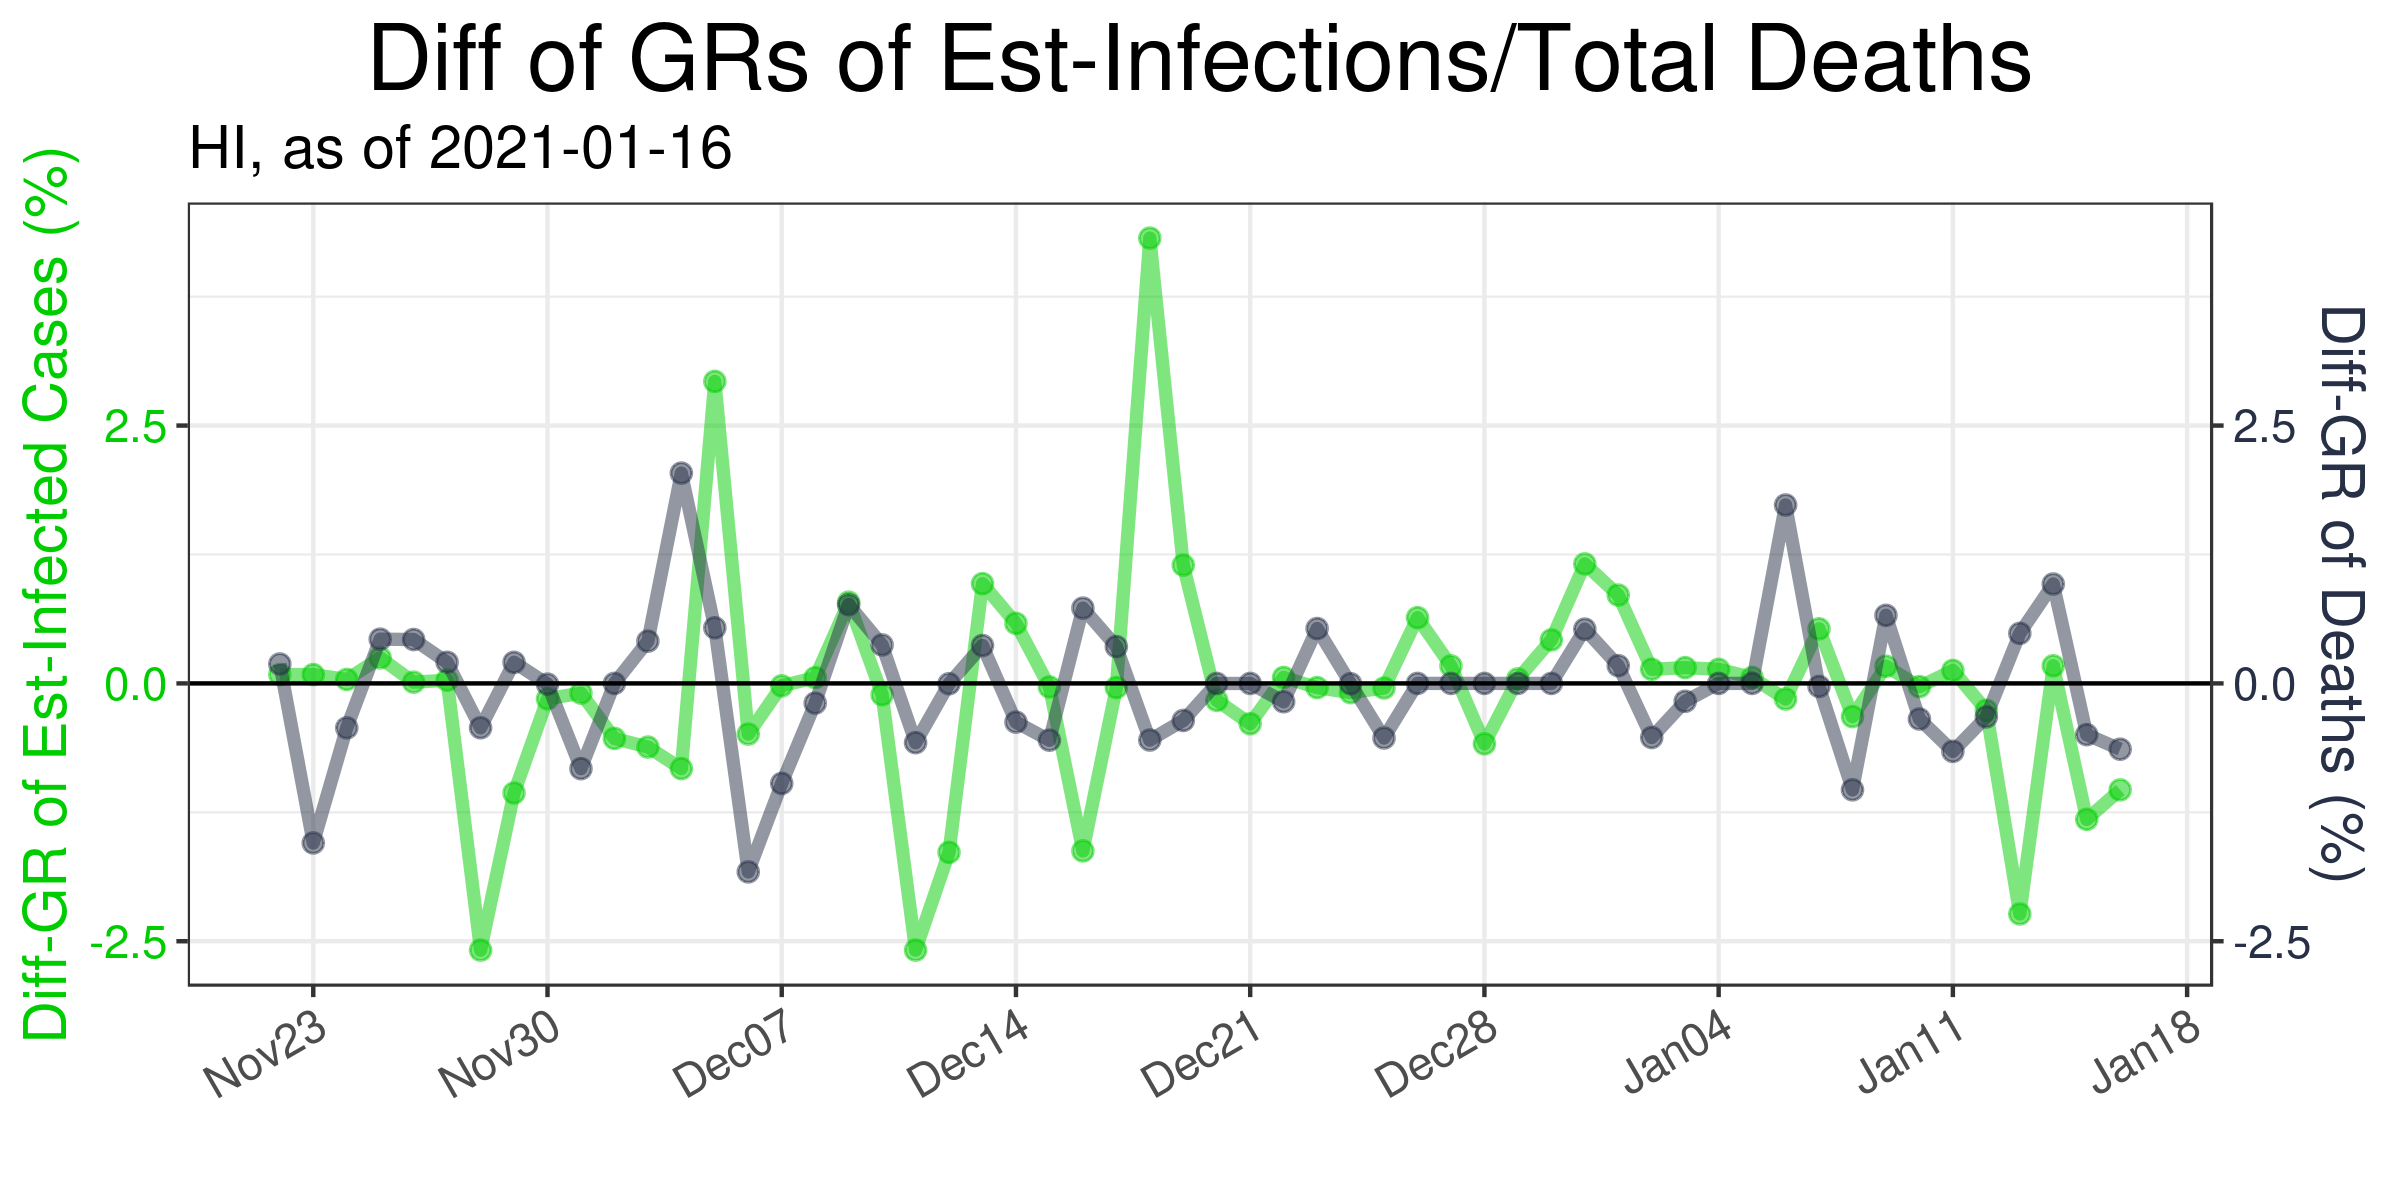 Diff of GRs of Est-Infections/Total Deaths
HI, as of 2021-01-16
Diff-GR of Est-Infected Cases (%)
2.5
0.0
-2.5
2.5
0.0
-2.5
Diff-GR of Deaths (%)
Nov23
Nov30
Dec07
Dec14
Dec21
Dec28
Jan04
Jan11
Jan18